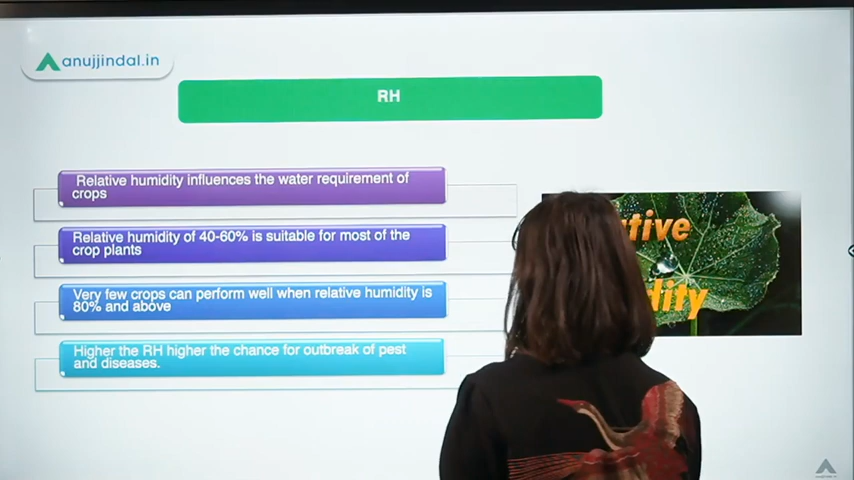 anujjindal.in
RH
Relative humidity influences the water requirement of
crops
Relative humidity of 40-60% is suitable for most of the
crop plants
Very few crops can perform well when relative humidity is
80% and above
Higher the RH higher the chance for outbreak of pest
and diseases.